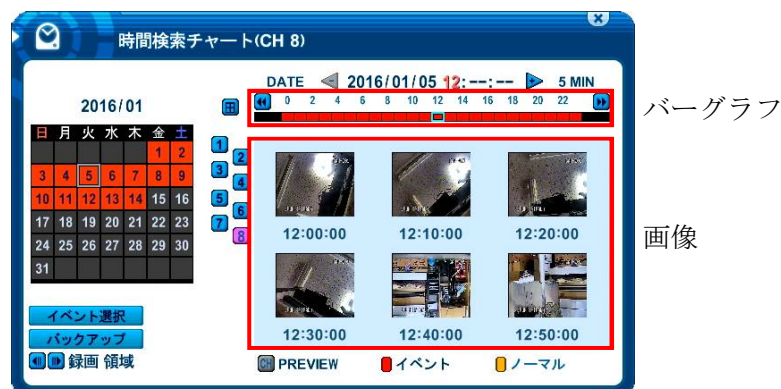 時間検索チャート(CH 8)
DATE 2016/01/05 12:--:-- 5 MIN
0 2 4 6 8 10 12 14 16 18 20 22
バーグラフ
2016/01
日 月 火 水 木 金 土
1 2
3 4 5 6 7 8 9
10 11 12 13 14 15 16
17 18 19 20 21 22 23
24 25 26 27 28 29 30
31
田
1
2
3
4
5
6
7
8
12:00:00 12:10:00 12:20:00
画像
12:30:00 12:40:00 12:50:00
イベント選択
バックアップ
録画 領域
CH PREVIEW イベント ノーマル